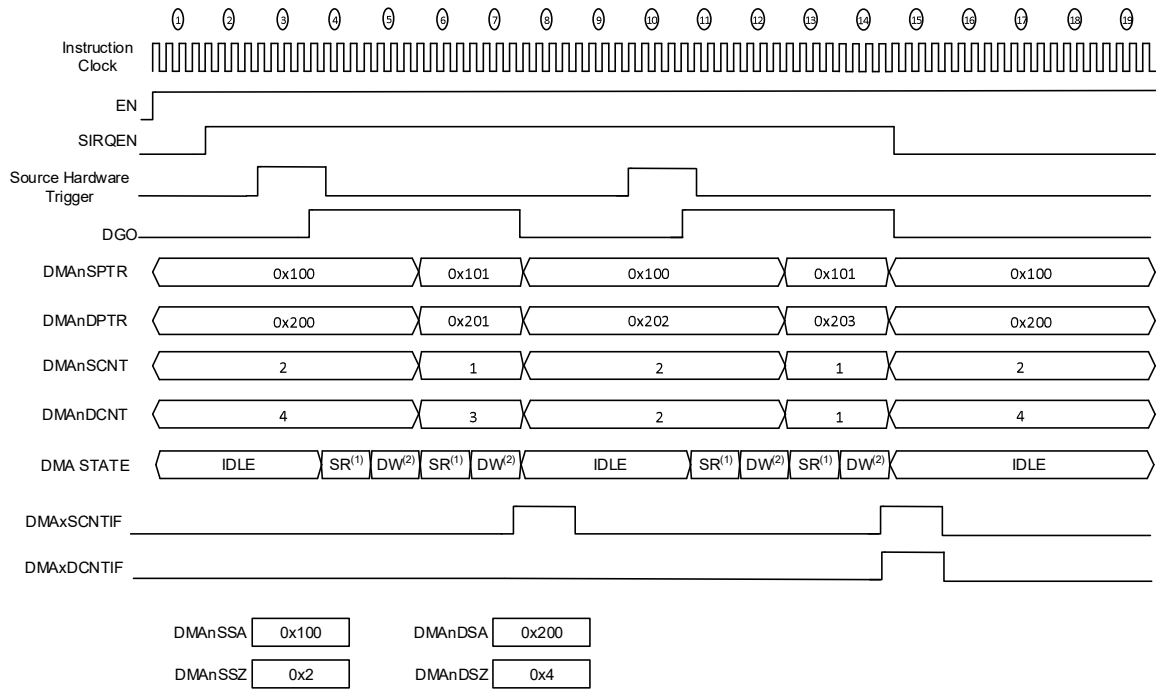 1 2 3 4 5 6 7 8 9 10 11 12 13 14 15 16 17 18 19
Instruction
Clock
EN
SIRQEN
Source Hardware
Trigger
DGO
DMAnSPTR 0x100 0x101 0x100 0x101 0x100
DMAnDPTR 0x200 0x201 0x202 0x203 0x200
DMAnSCNT 2 1 2 1 2
DMAnDCNT 4 3 2 1 4
DMA STATE IDLE SR(1) DW(2) SR(1) DW(2) IDLE SR(1) DW(2) SR(1) DW(2) IDLE
DMAxSCNTIF
DMAxDCNTIF
DMAnSSA 0x100 DMAnDSA 0x200
DMAnSSZ 0x2 DMAnDSZ 0x4